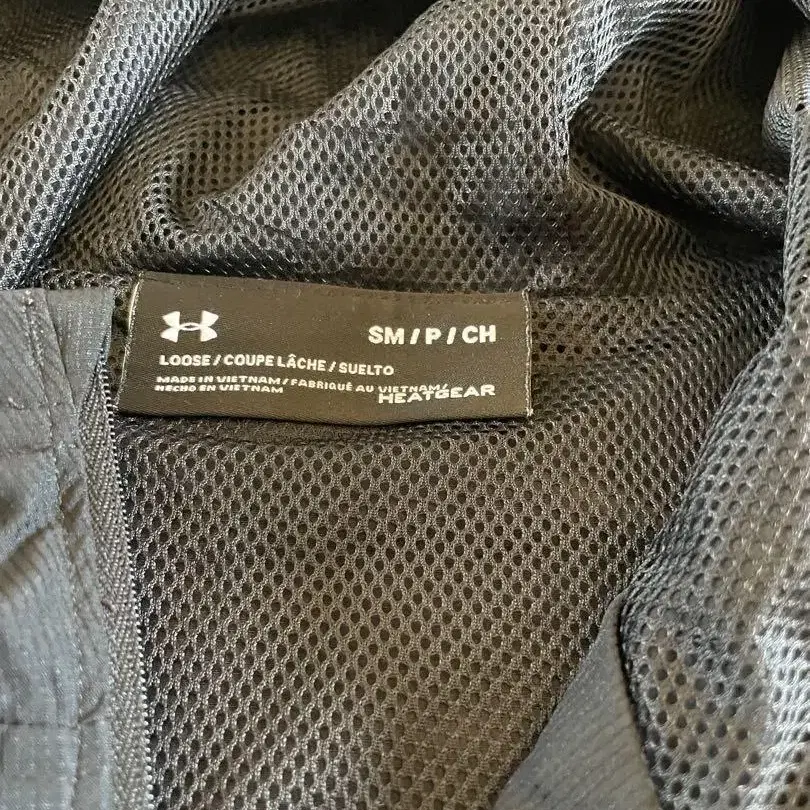 SM / P / CH
LOOSE / COUPE LÂCHE / SUELTO
MADE IN VIETNAM / FABRIQUÉ AU VIETNAM/
HECHO EN VIETNAM
HEATGEAR